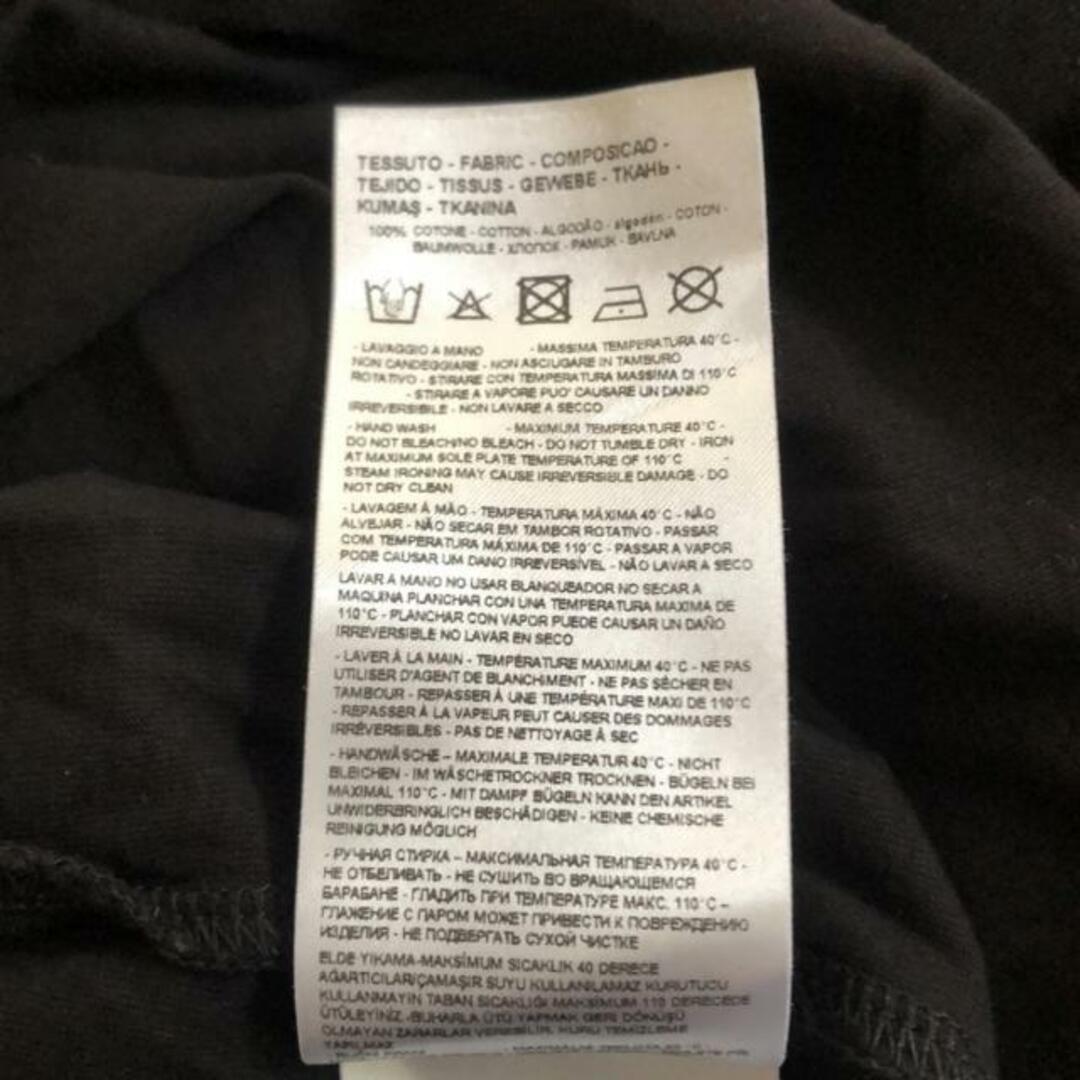 TESSUTO - FABRIC - COMPOSICAO -
TEJIDO - TISSUS - GEWEBE - ТКАНЬ -
KUMAŞ - TKANINA
100% COTONE - COTTON - ALGODÃO - algodón - COTON -
BAUMWOLLE - ХЛОПОК - PAMUK - BAVLNA
- LAVAGGIO A MANO - MASSIMA TEMPERATURA 40°C -
NON CANDEGGIARE - NON ASCIUGARE IN TAMBURO
ROTATIVO - STIRARE CON TEMPERATURA MASSIMA DI 110°C
- STIRARE A VAPORE PUO' CAUSARE UN DANNO
IRREVERSIBILE - NON LAVARE A SECCO
- HAND WASH - MAXIMUM TEMPERATURE 40°C -
DO NOT BLEACH/NO BLEACH - DO NOT TUMBLE DRY - IRON
AT MAXIMUM SOLE PLATE TEMPERATURE OF 110°C -
STEAM IRONING MAY CAUSE IRREVERSIBLE DAMAGE - DO
NOT DRY CLEAN
- LAVAGEM Á MÃO - TEMPERATURA MÁXIMA 40°C - NÃO
ALVEJAR - NÃO SECAR EM TAMBOR ROTATIVO - PASSAR
COM TEMPERATURA MÁXIMA DE 110°C - PASSAR A VAPOR
PODE CAUSAR UM DANO IRREVERSÍVEL - NÃO LAVAR A SECO
LAVAR A MANO NO USAR BLANQUEADOR NO SECAR A
MAQUINA PLANCHAR CON UNA TEMPERATURA MAXIMA DE
110°C - PLANCHAR CON VAPOR PUEDE CAUSAR UN DAÑO
IRREVERSIBLE NO LAVAR EN SECO
- LAVER À LA MAIN - TEMPÉRATURE MAXIMUM 40°C - NE PAS
UTILISER D'AGENT DE BLANCHIMENT - NE PAS SÉCHER EN
TAMBOUR - REPASSER À UNE TEMPÉRATURE MAXI DE 110°C
- REPASSER À LA VAPEUR PEUT CAUSER DES DOMMAGES
IRRÉVERSIBLES - PAS DE NETTOYAGE À SEC
- HANDWÄSCHE – MAXIMALE TEMPERATUR 40°C - NICHT
BLEICHEN - IM WÄSCHETROCKNER TROCKNEN - BÜGELN BEI
MAXIMAL 110°C - MIT DAMPF BÜGELN KANN DEN ARTIKEL
UNWIDERBRINGLICH BESCHÄDIGEN - KEINE CHEMISCHE
REINIGUNG MÖGLICH
- РУЧНАЯ СТИРКА – МАКСИМАЛЬНАЯ ТЕМПЕРАТУРА 40°C -
НЕ ОТБЕЛИВАТЬ - НЕ СУШИТЬ ВО ВРАЩАЮЩЕМСЯ
БАРАБАНЕ - ГЛАДИТЬ ПРИ ТЕМПЕРАТУРЕ МАКС. 110°C –
ГЛАЖЕНИЕ С ПАРОМ МОЖЕТ ПРИВЕСТИ К ПОВРЕЖДЕНИЮ
ИЗДЕЛИЯ - НЕ ПОДВЕРГАТЬ СУХОЙ ЧИСТКЕ
ELDE YIKAMA-MAKSİMUM SICAKLIK 40 DERECE
AĞARTICILAR/ÇAMAŞIR SUYU KULLANILAMAZ KURUTUCU
KULLANMAYIN TABAN SICAKLIĞI MAKSİMUM 110 DERECEDE
ÜTÜLEYİNİZ -BUHARLA ÜTÜ YAPMAK GERİ DÖNÜŞÜ
OLMAYAN ZARARLAR VEREBİLİR. KURU TEMİZLEME
YAPILMAZ